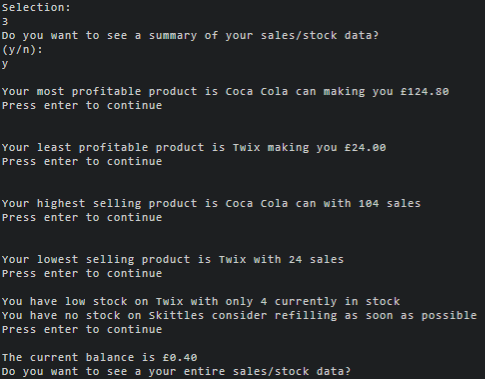 Selection:
3
Do you want to see a summary of your sales/stock data?
(y/n):
y
Your most profitable product is Coca Cola can making you £124.80
Press enter to continue
Your least profitable product is Twix making you £24.00
Press enter to continue
Your highest selling product is Coca Cola can with 104 sales
Press enter to continue
Your lowest selling product is Twix with 24 sales
Press enter to continue
You have low stock on Twix with only 4 currently in stock
You have no stock on Skittles consider refilling as soon as possible
Press enter to continue
The current balance is £0.40
Do you want to see a your entire sales/stock data?